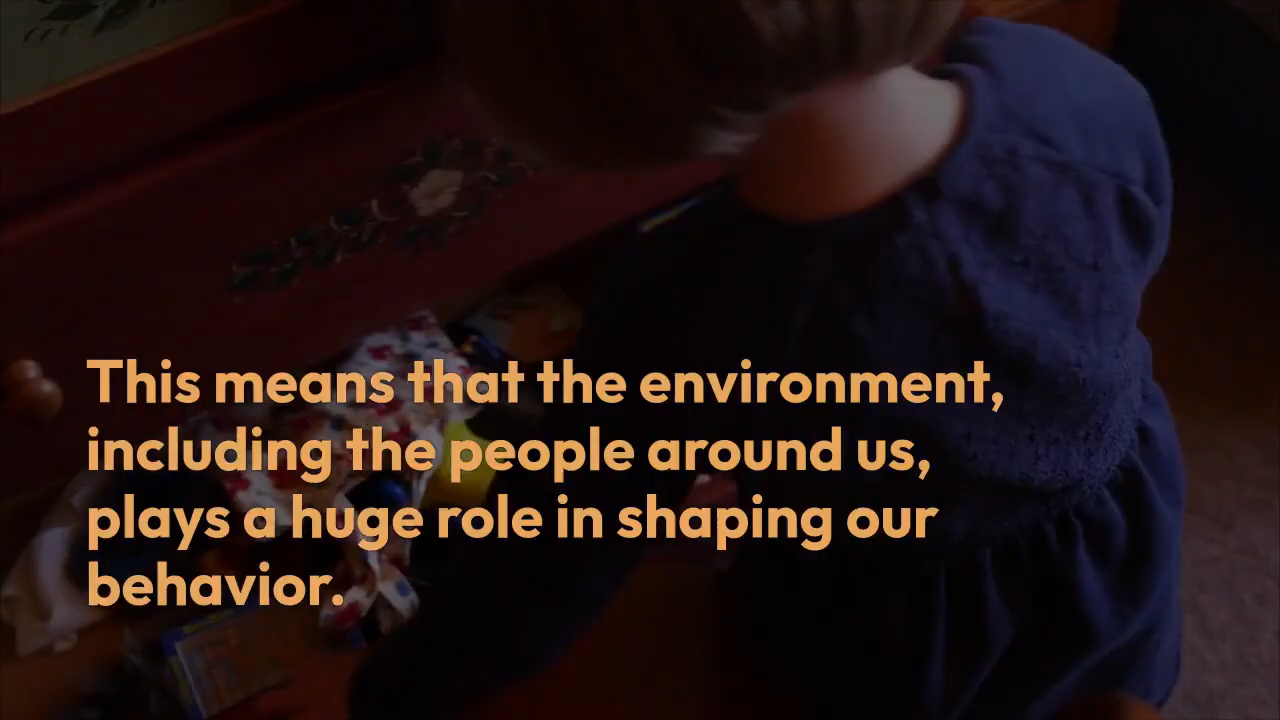 This means that the environment,
including the people around us,
plays a huge role in shaping our
behavior.